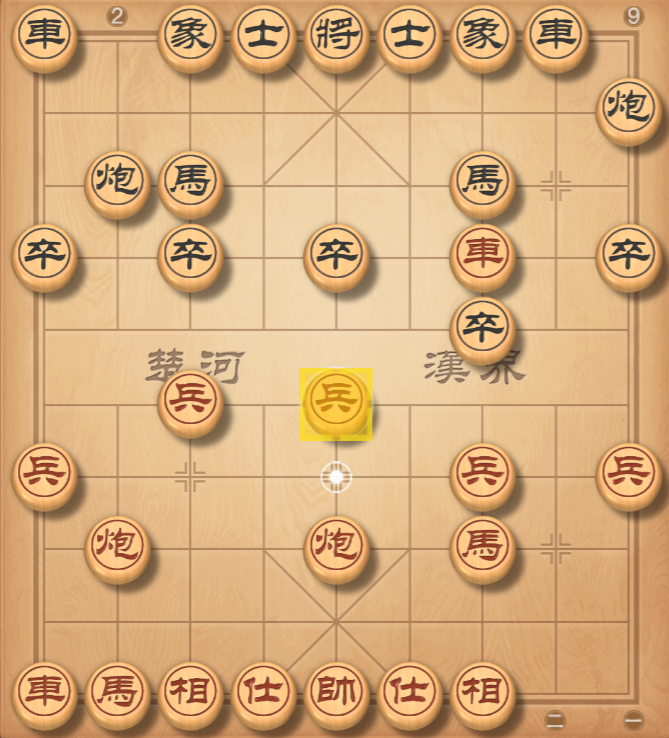 2 9
車 象 士 將 士 象 車
炮
炮 馬 馬
卒 卒 卒 車 卒
卒
楚河 漢界
兵 兵
兵 兵 兵
炮 炮 馬
車 馬 相 仕 帥 仕 相
二 一